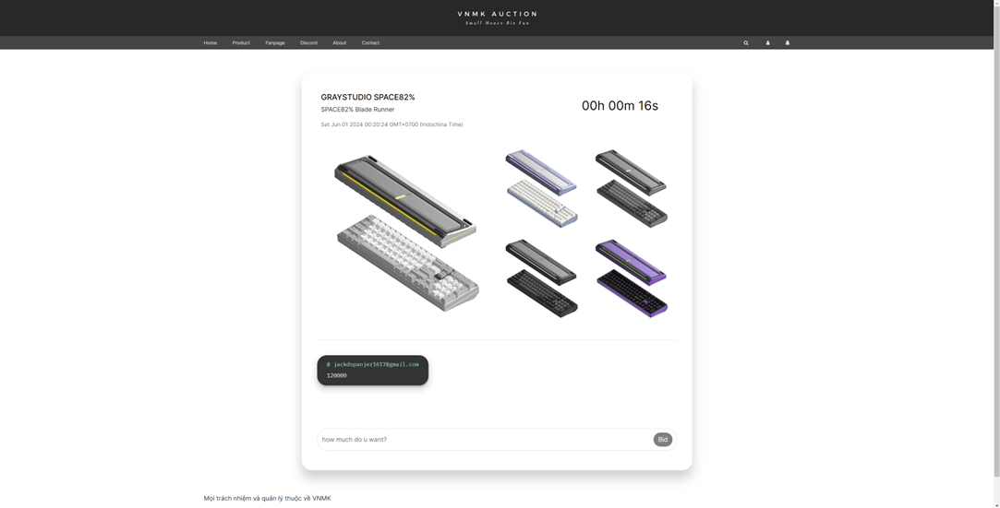 VNMK AUCTION
Small Money Big Fun
Home Product Fanpage Discord About Contact
GRAYSTUDIO SPACE82%
SPACE82% Blade Runner
Sat Jun 01 2024 00:20:24 GMT+0700 (Indochina Time)
00h 00m 16s
@ jackdspanjer1617@gmail.com
120000
how much do u want?
Bid
Mọi trách nhiệm và quản lý thuộc về VNMK